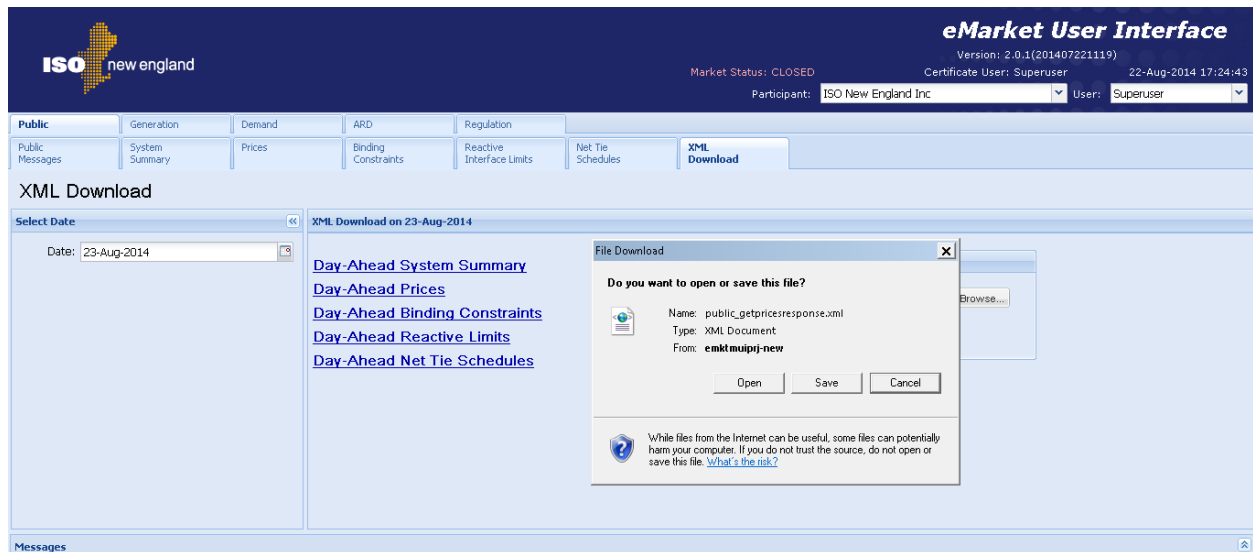 eMarket User Interface
ISO new england
Version: 2.0.1(201407221119)
Market Status: CLOSED Certificate User: Superuser 22-Aug-2014 17:24:43
Participant: ISO New England Inc User: Superuser
Public Generation Demand ARD Regulation
Public Messages System Summary Prices Binding Constraints Reactive Interface Limits Net Tie Schedules XML Download
XML Download
Select Date XML Download on 23-Aug-2014
Date: 23-Aug-2014
Day-Ahead System Summary
Day-Ahead Prices
Day-Ahead Binding Constraints
Day-Ahead Reactive Limits
Day-Ahead Net Tie Schedules
File Download
Do you want to open or save this file?
Name: public_getpricesresponse.xml
Type: XML Document
From: emktmuiprj-new
Open Save Cancel
While files from the Internet can be useful, some files can potentially
harm your computer. If you do not trust the source, do not open or
save this file. What's the risk?
Browse...
Messages